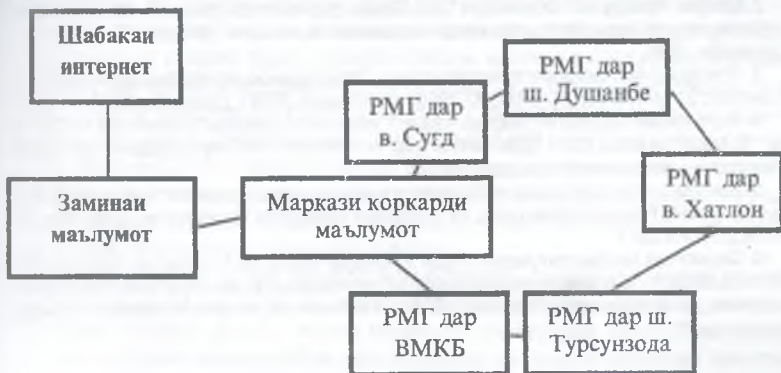 Шабакаи
интернет
РМГ дар
ш. Душанбе
РМГ дар
в. Сугд
РМГ дар
в. Хатлон
Заминаи
маълумот
Маркази коркарди
маълумот
РМГ дар
ВМКБ
РМГ дар ш.
Турсунзода